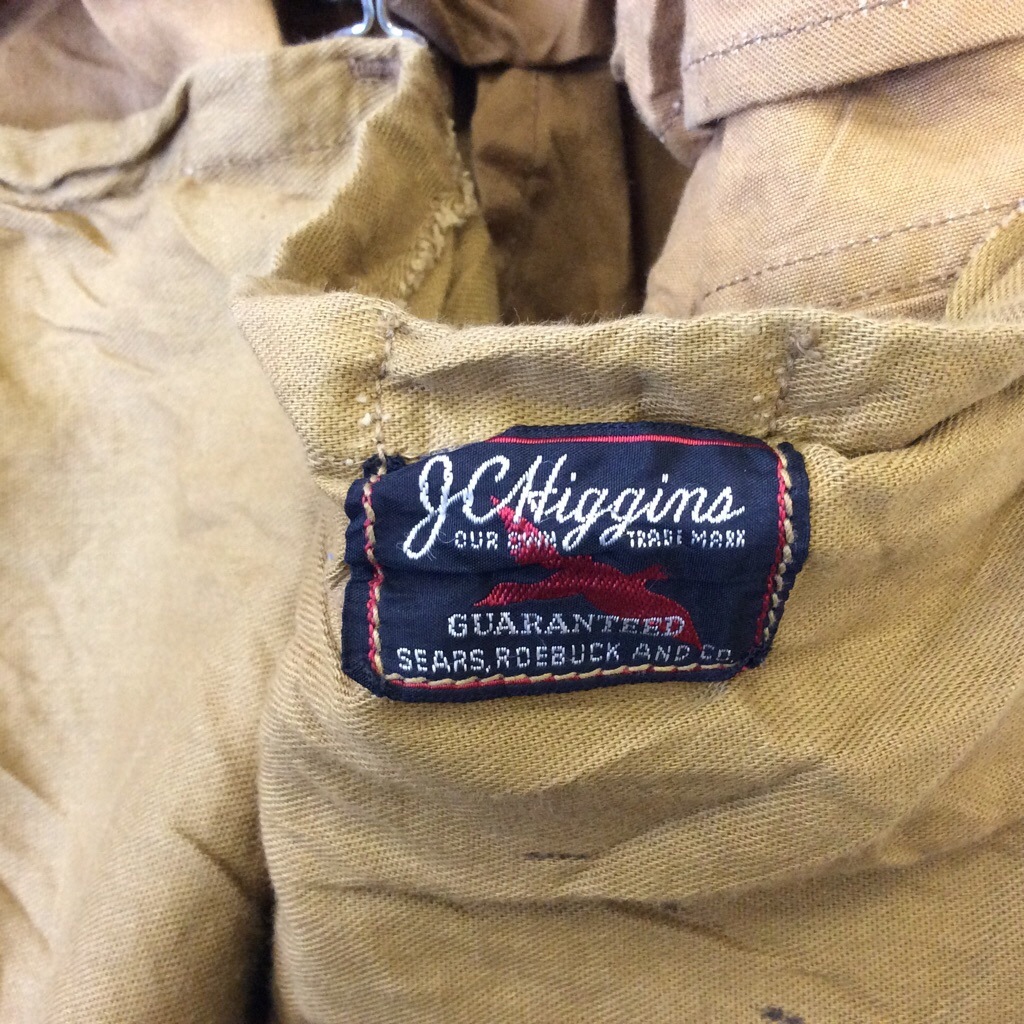 JCHiggins
OUR OWN TRADE MARK
GUARANTEED
SEARS, ROEBUCK AND CO.